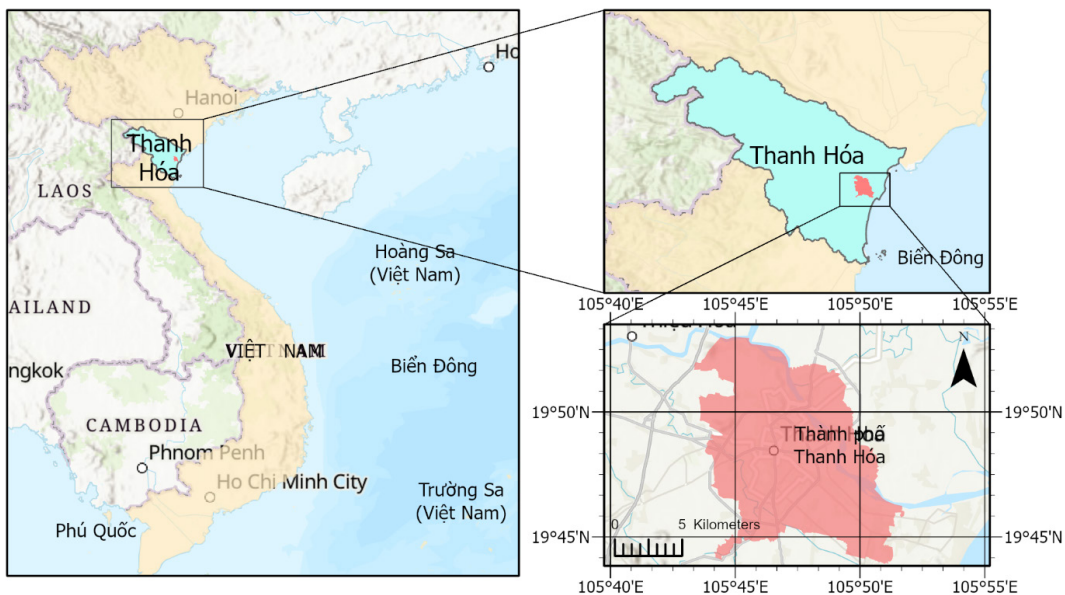 Ho
Hanoi
Thanh
Hóa
LAOS
Hoàng Sa
(Việt Nam)
AILAND
VIỆT NAM
Biển Đông
ngkok
CAMBODIA
Phnom Penh
Ho Chi Minh City
Trường Sa
(Việt Nam)
Phú Quốc
Thanh Hóa
Biển Đông
105°40'E 105°45'E 105°50'E 105°55'E
N
19°50'N 19°50'N
Thành phố
Thanh Hóa
0 5 Kilometers
19°45'N 19°45'N
105°40'E 105°45'E 105°50'E 105°55'E